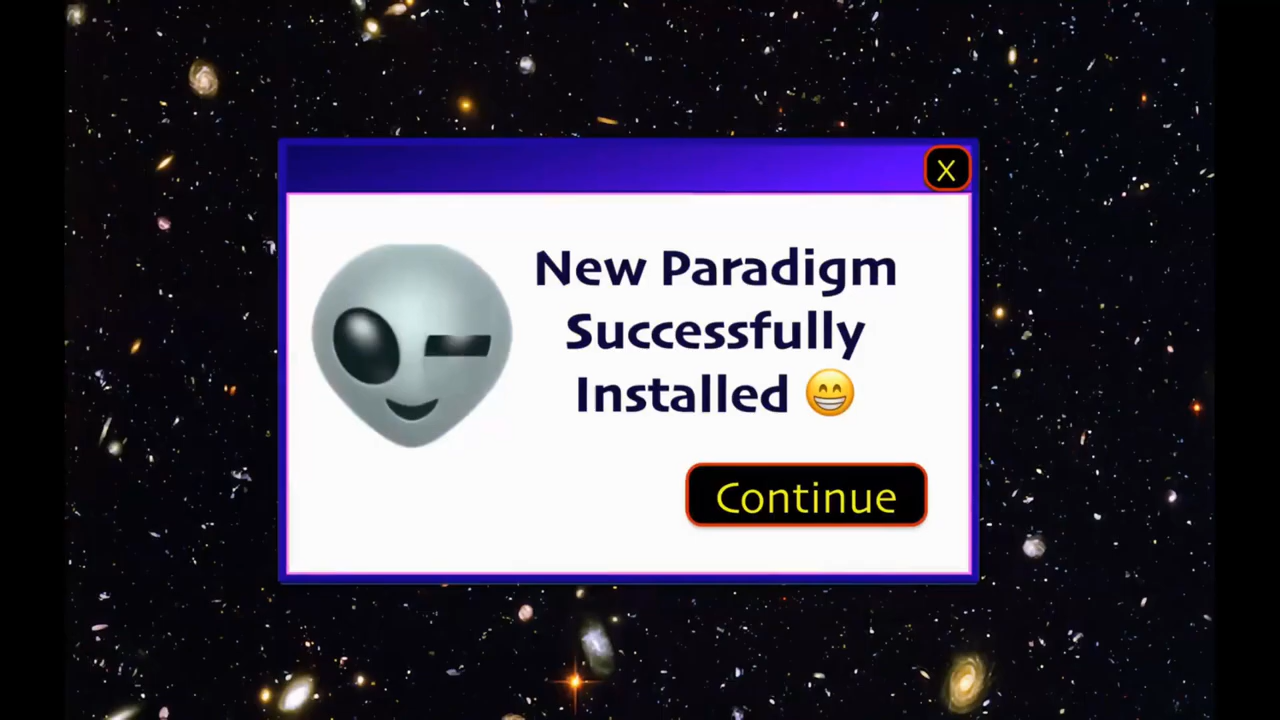 X
New Paradigm
Successfully
Installed 😁
Continue